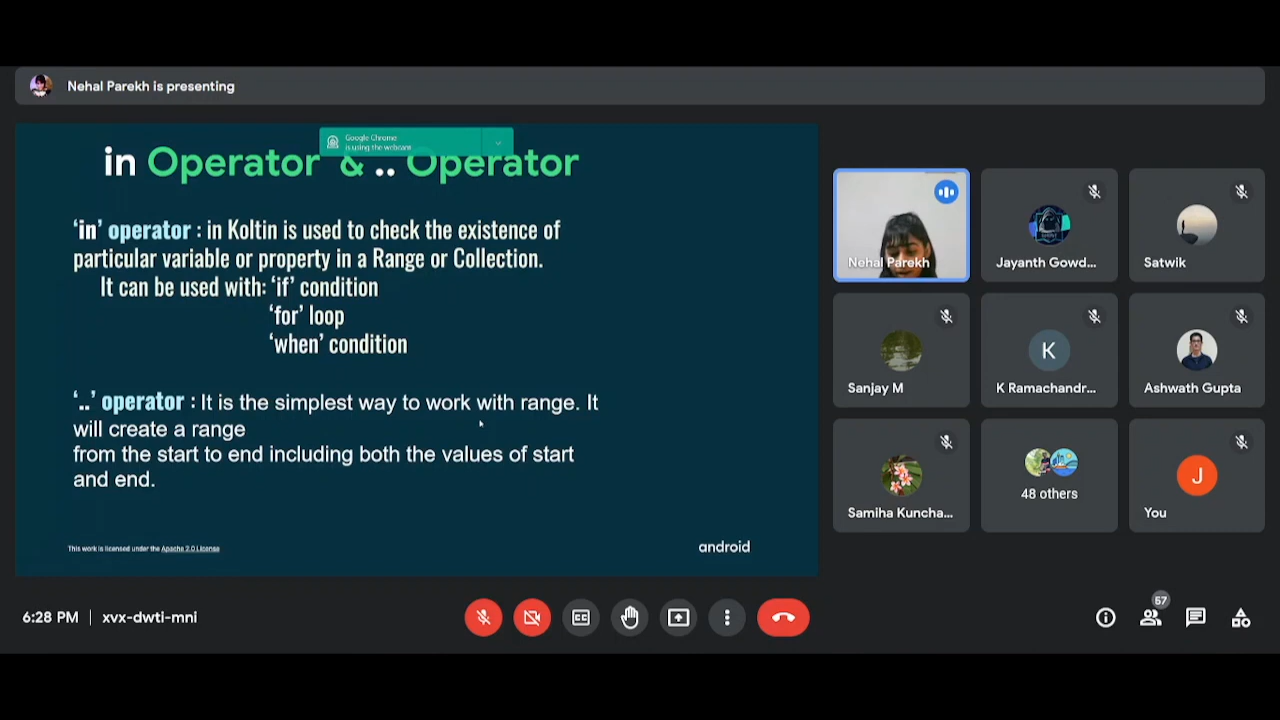 Nehal Parekh is presenting
Google Chrome
is using the webcam
in Operator & .. Operator
‘in’ operator : in Koltin is used to check the existence of
particular variable or property in a Range or Collection.
It can be used with: ‘if’ condition
‘for’ loop
‘when’ condition
‘..’ operator : It is the simplest way to work with range. It
will create a range
from the start to end including both the values of start
and end.
This work is licensed under the Apache 2.0 License
android
Nehal Parekh
Jayanth Gowd...
Satwik
Sanjay M
K
K Ramachandr...
Ashwath Gupta
Samiha Kuncha...
48 others
J
You
6:28 PM | xvx-dwti-mni
CC
57